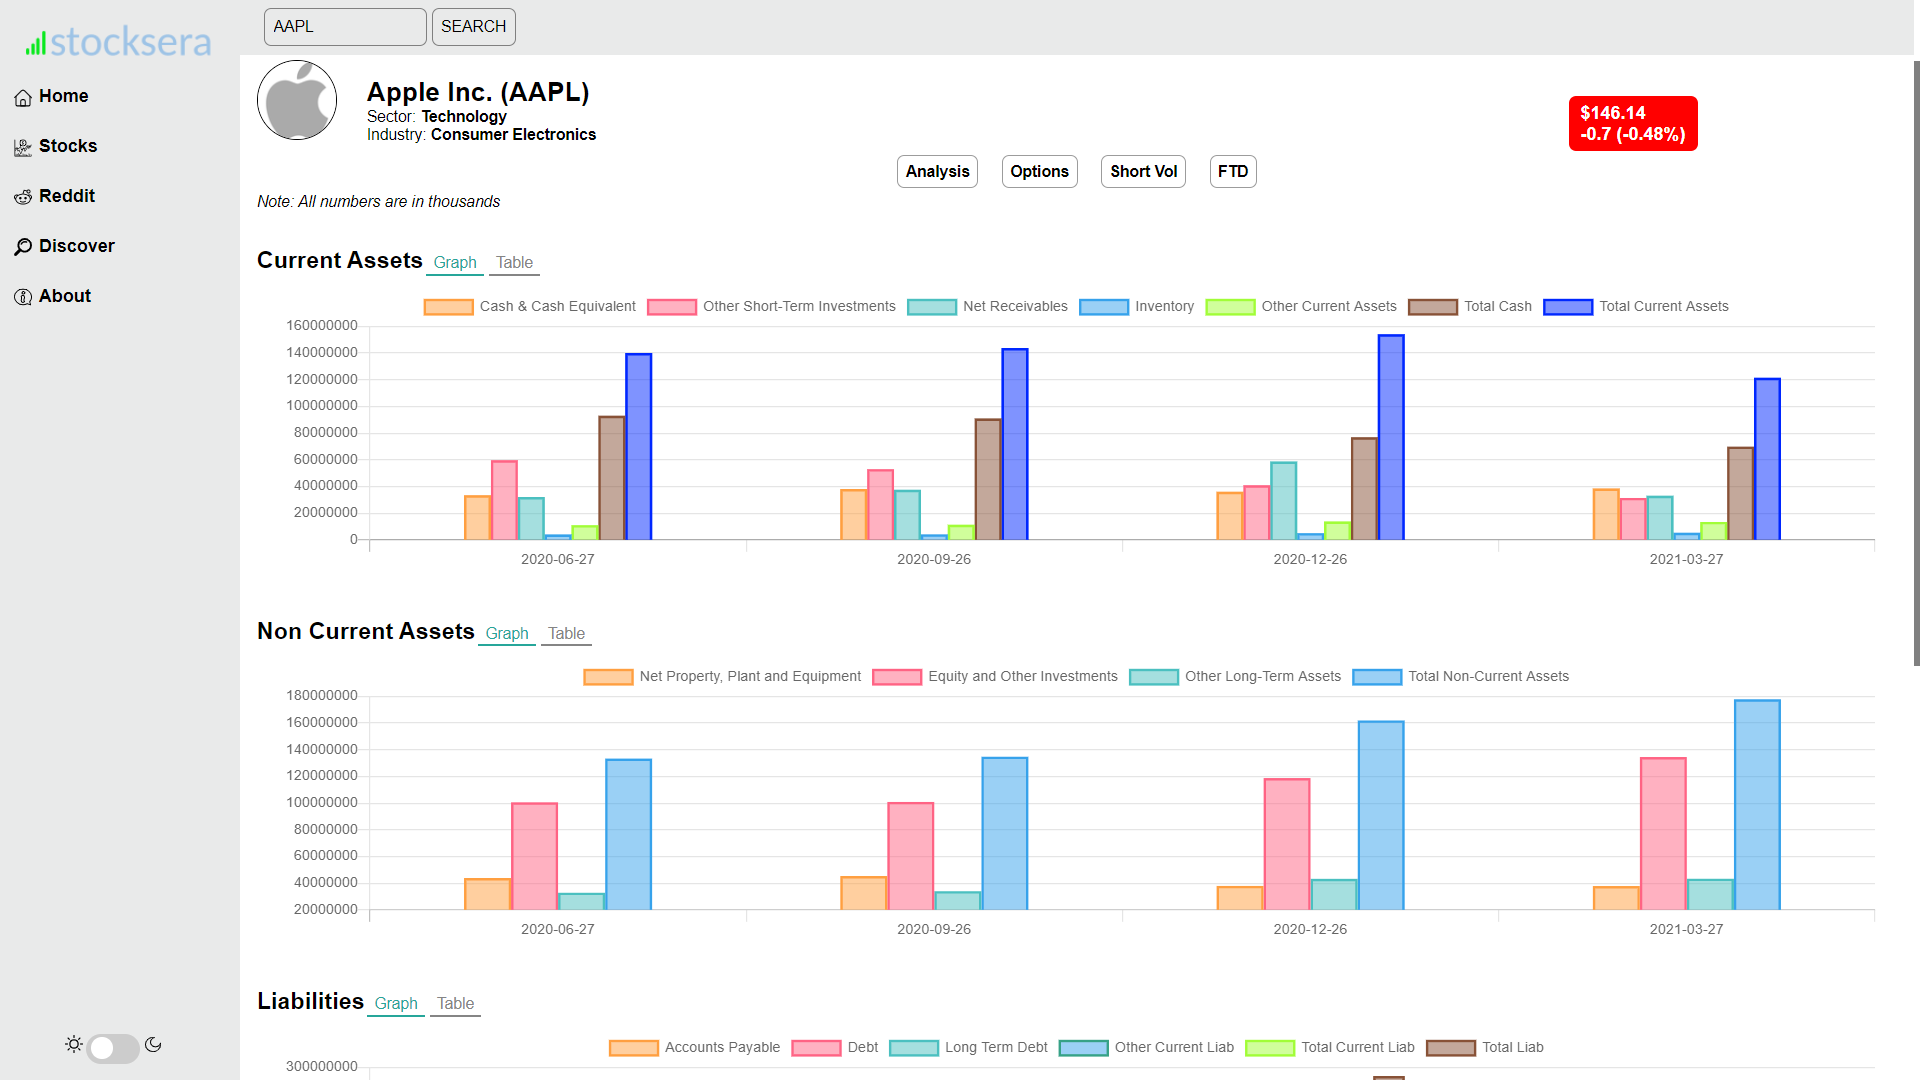 stocksera
AAPL SEARCH
Home
Stocks
Reddit
Discover
About
Apple Inc. (AAPL)
Sector: Technology
Industry: Consumer Electronics
$146.14
-0.7 (-0.48%)
Analysis Options Short Vol FTD
Note: All numbers are in thousands
Current Assets Graph Table
Cash & Cash Equivalent Other Short-Term Investments Net Receivables Inventory Other Current Assets Total Cash Total Current Assets
160000000
140000000
120000000
100000000
80000000
60000000
40000000
20000000
0
2020-06-27 2020-09-26 2020-12-26 2021-03-27
Non Current Assets Graph Table
Net Property, Plant and Equipment Equity and Other Investments Other Long-Term Assets Total Non-Current Assets
180000000
160000000
140000000
120000000
100000000
80000000
60000000
40000000
20000000
2020-06-27 2020-09-26 2020-12-26 2021-03-27
Liabilities Graph Table
Accounts Payable Debt Long Term Debt Other Current Liab Total Current Liab Total Liab
300000000